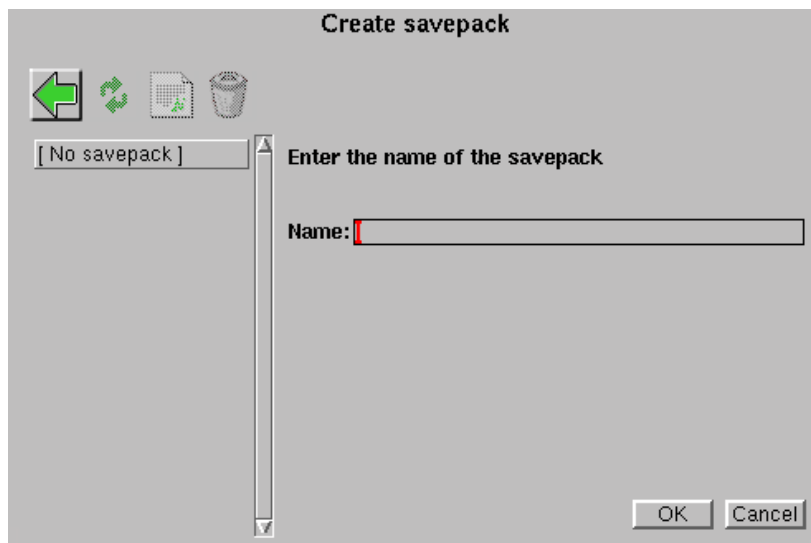 Create savepack
[ No savepack ]
Enter the name of the savepack
Name:
OK
Cancel